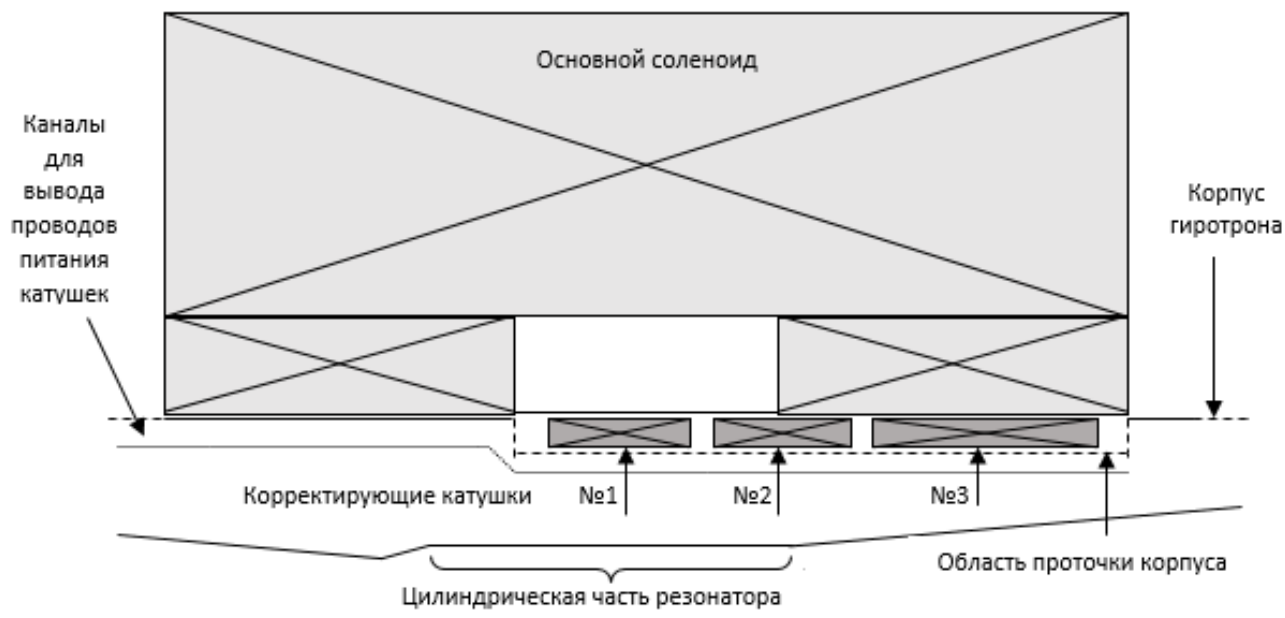 Основной соленоид
Каналы
для
вывода
проводов
питания
катушек
Корпус
гиротрона
Корректирующие катушки
№1
№2
№3
Область проточки корпуса
Цилиндрическая часть резонатора